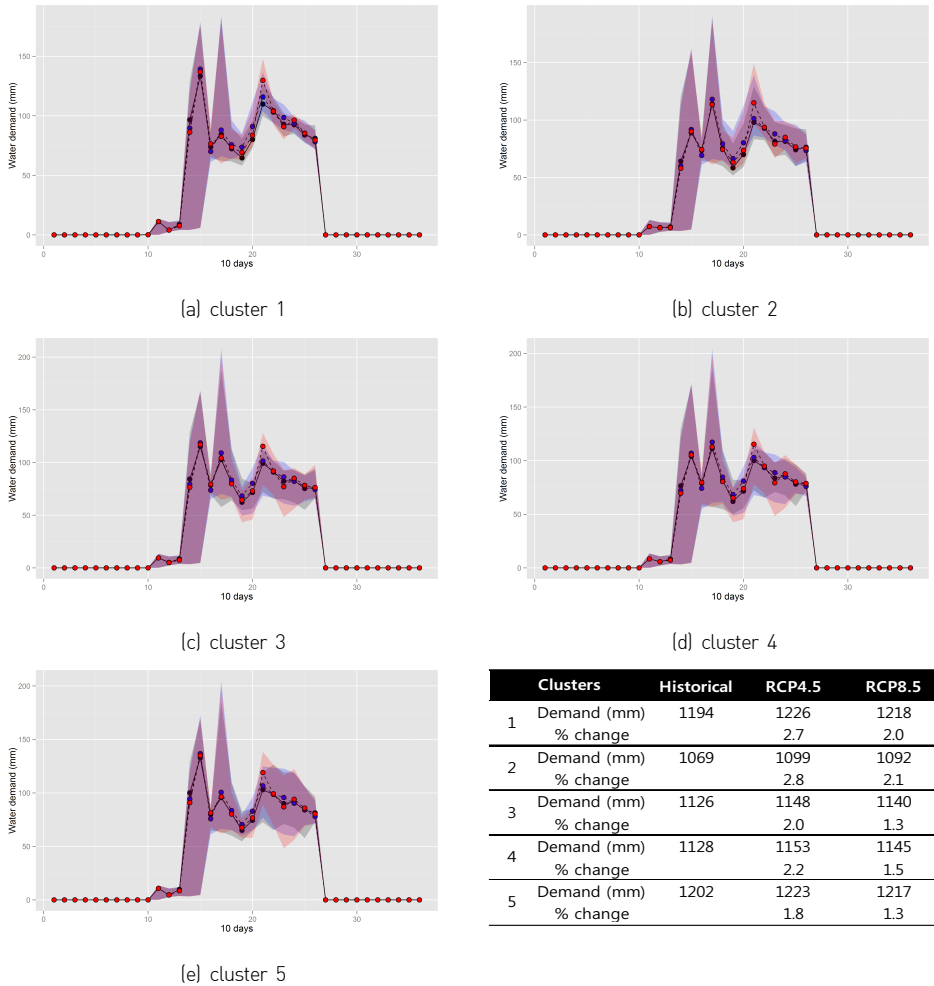 150
100
50
0
Water demand (mm)
0 10 20 30
10 days
(a) cluster 1
150
100
50
0
Water demand (mm)
0 10 20 30
10 days
(b) cluster 2
200
150
100
50
0
Water demand (mm)
0 10 20 30
10 days
(c) cluster 3
200
150
100
50
0
Water demand (mm)
0 10 20 30
10 days
(d) cluster 4
200
150
100
50
0
Water demand (mm)
0 10 20 30
10 days
(e) cluster 5
Clusters Historical RCP4.5 RCP8.5
1 Demand (mm) 1194 1226 1218
% change 2.7 2.0
2 Demand (mm) 1069 1099 1092
% change 2.8 2.1
3 Demand (mm) 1126 1148 1140
% change 2.0 1.3
4 Demand (mm) 1128 1153 1145
% change 2.2 1.5
5 Demand (mm) 1202 1223 1217
% change 1.8 1.3